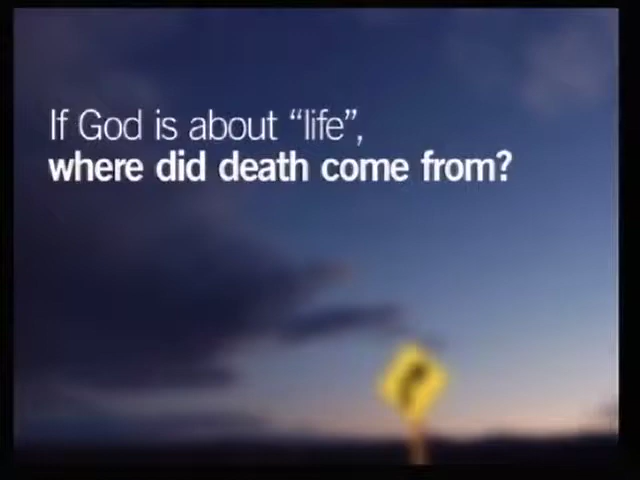 If God is about “life”,
where did death come from?